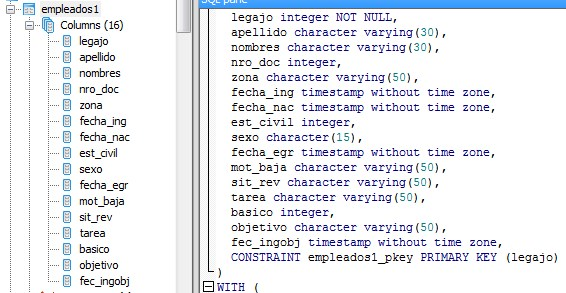 empleados1
Columns (16)
legajo
apellido
nombres
nro_doc
zona
fecha_ing
fecha_nac
est_civil
sexo
fecha_egr
mot_baja
sit_rev
tarea
basico
objetivo
fec_ingobj
SQL pane
legajo integer NOT NULL,
apellido character varying(30),
nombres character varying(30),
nro_doc integer,
zona character varying(50),
fecha_ing timestamp without time zone,
fecha_nac timestamp without time zone,
est_civil integer,
sexo character(15),
fecha_egr timestamp without time zone,
mot_baja character varying(50),
sit_rev character varying(50),
tarea character varying(50),
basico integer,
objetivo character varying(50),
fec_ingobj timestamp without time zone,
CONSTRAINT empleados1_pkey PRIMARY KEY (legajo)
)
WITH (